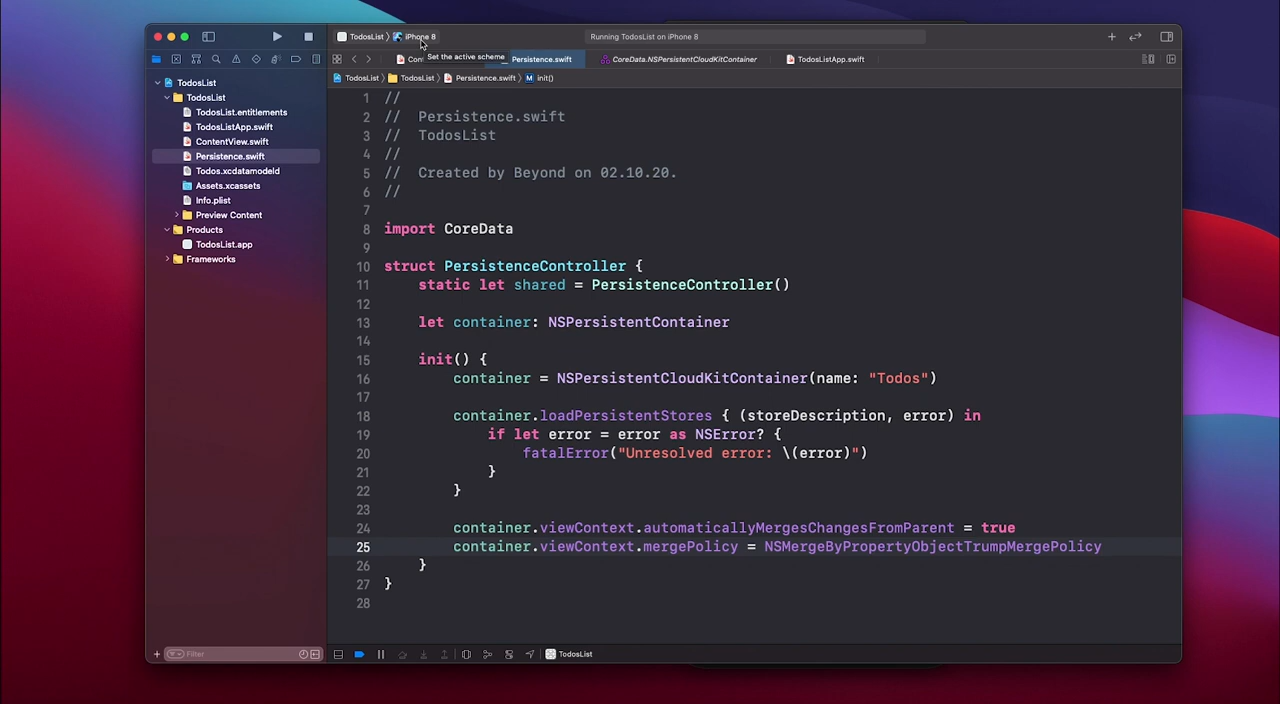 TodosList 〉 iPhone 8
Running TodosList on iPhone 8
Set the active scheme
Persistence.swift
CoreData.NSPersistentCloudKitContainer
TodosListApp.swift
TodosList 〉 TodosList 〉 Persistence.swift 〉 M init()
TodosList
TodosList
TodosList.entitlements
TodosListApp.swift
ContentView.swift
Persistence.swift
Todos.xcdatamodeld
Assets.xcassets
Info.plist
Preview Content
Products
TodosList.app
Frameworks
Filter
1 //
2 //  Persistence.swift
3 //  TodosList
4 //
5 //  Created by Beyond on 02.10.20.
6 //
7
8 import CoreData
9
10 struct PersistenceController {
11     static let shared = PersistenceController()
12
13     let container: NSPersistentContainer
14
15     init() {
16         container = NSPersistentCloudKitContainer(name: "Todos")
17
18         container.loadPersistentStores { (storeDescription, error) in
19             if let error = error as NSError? {
20                 fatalError("Unresolved error: \(error)")
21             }
22         }
23
24         container.viewContext.automaticallyMergesChangesFromParent = true
25         container.viewContext.mergePolicy = NSMergeByPropertyObjectTrumpMergePolicy
26     }
27 }
28
TodosList